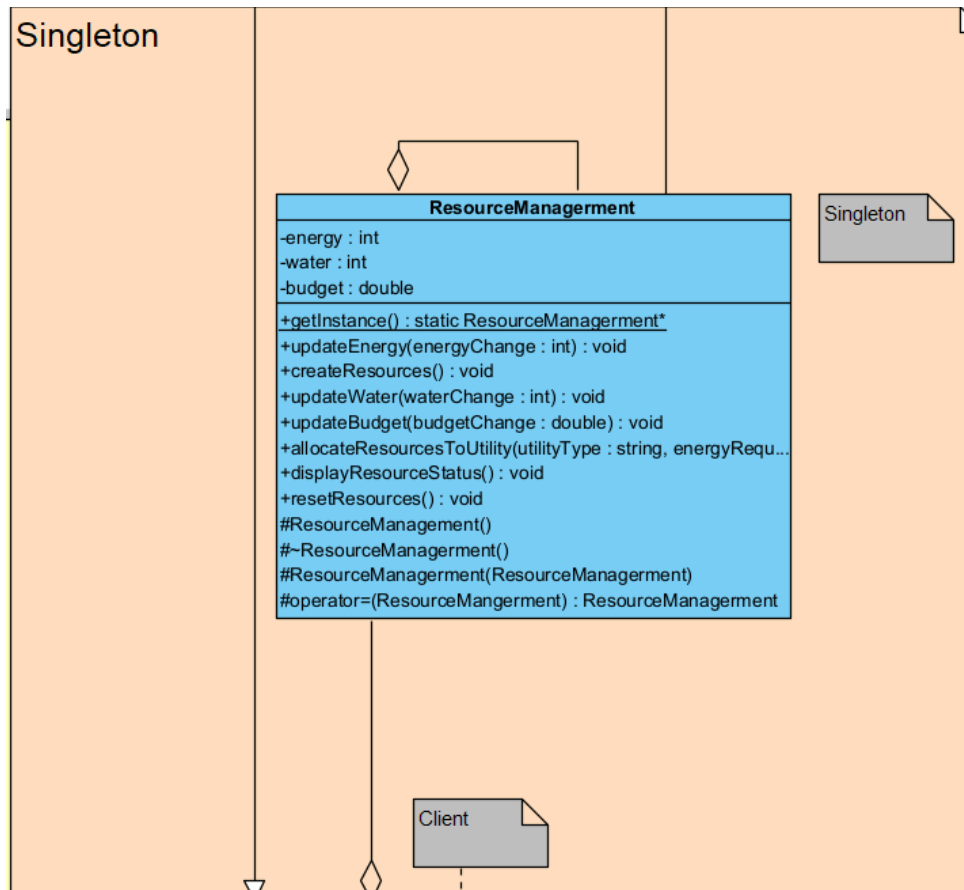 Singleton
ResourceManagerment
-energy : int
-water : int
-budget : double
+getInstance() : static ResourceManagerment*
+updateEnergy(energyChange : int) : void
+createResources() : void
+updateWater(waterChange : int) : void
+updateBudget(budgetChange : double) : void
+allocateResourcesToUtility(utilityType : string, energyRequ...
+displayResourceStatus() : void
+resetResources() : void
#ResourceManagement()
#~ResourceManagerment()
#ResourceManagerment(ResourceManagerment)
#operator=(ResourceMangerment) : ResourceManagerment
Singleton
Client